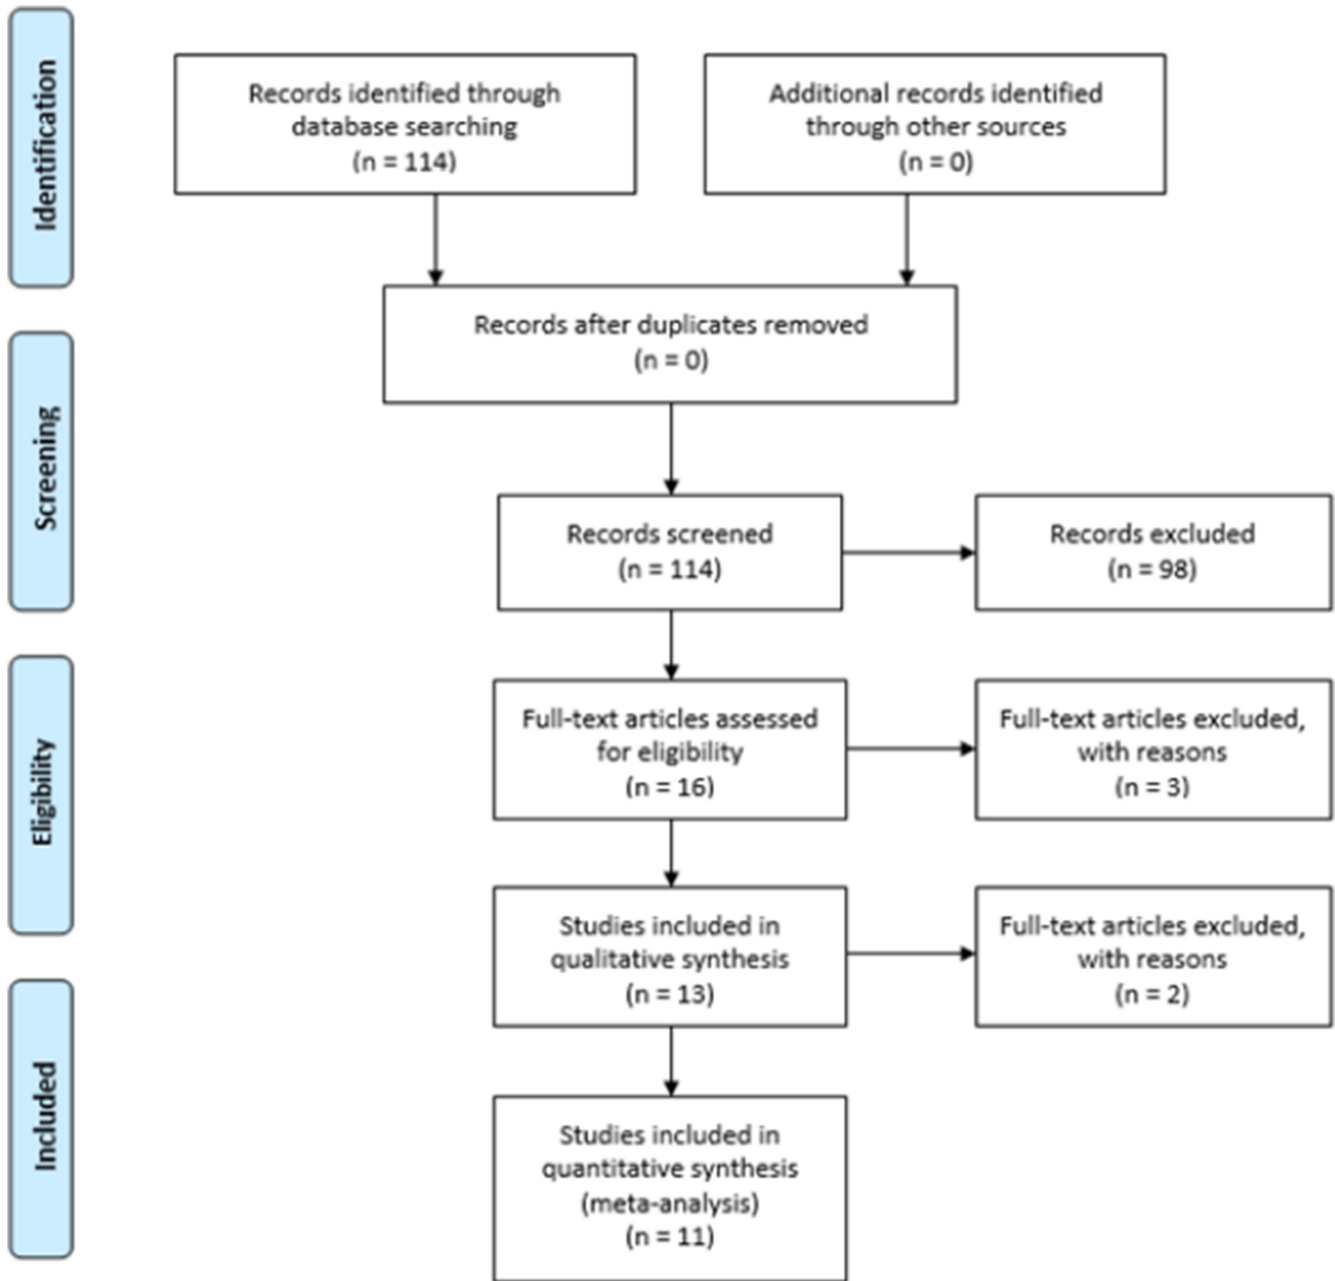 Identification
Records identified through
database searching
(n = 114)
Additional records identified
through other sources
(n = 0)
Records after duplicates removed
(n = 0)
Screening
Records screened
(n = 114)
Records excluded
(n = 98)
Eligibility
Full-text articles assessed
for eligibility
(n = 16)
Full-text articles excluded,
with reasons
(n = 3)
Studies included in
qualitative synthesis
(n = 13)
Full-text articles excluded,
with reasons
(n = 2)
Included
Studies included in
quantitative synthesis
(meta-analysis)
(n = 11)